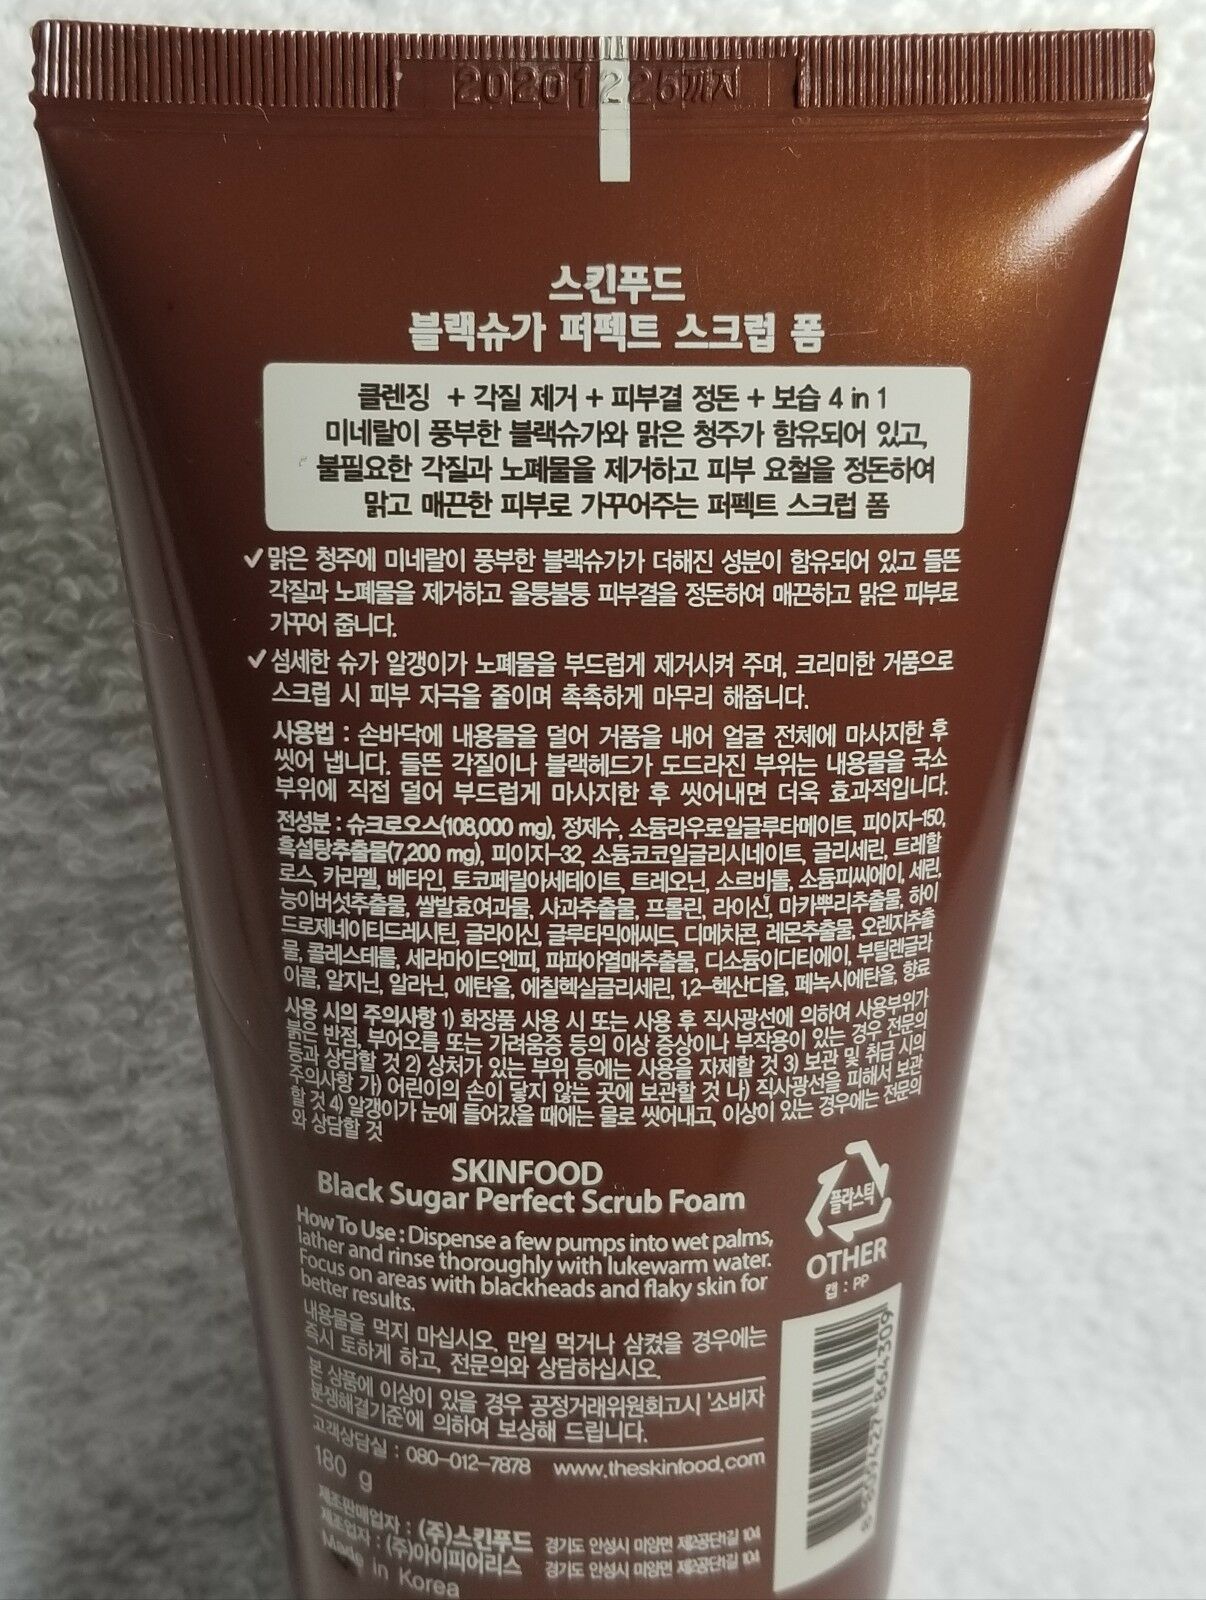 20201225까지
스킨푸드
블랙슈가 퍼펙트 스크럽 폼
클렌징 + 각질 제거 + 피부결 정돈 + 보습 4 in 1
미네랄이 풍부한 블랙슈가와 맑은 청주가 함유되어 있고,
불필요한 각질과 노폐물을 제거하고 피부 요철을 정돈하여
맑고 매끈한 피부로 가꾸어주는 퍼펙트 스크럽 폼
✓맑은 청주에 미네랄이 풍부한 블랙슈가가 더해진 성분이 함유되어 있고 들뜬
각질과 노폐물을 제거하고 울퉁불퉁 피부결을 정돈하여 매끈하고 맑은 피부로
가꾸어 줍니다.
✓섬세한 슈가 알갱이가 노폐물을 부드럽게 제거시켜 주며, 크리미한 거품으로
스크럽 시 피부 자극을 줄이며 촉촉하게 마무리 해줍니다.
사용법 : 손바닥에 내용물을 덜어 거품을 내어 얼굴 전체에 마사지한 후
씻어 냅니다. 들뜬 각질이나 블랙헤드가 도드라진 부위는 내용물을 국소
부위에 직접 덜어 부드럽게 마사지한 후 씻어내면 더욱 효과적입니다.
전성분 : 슈크로오스(108,000 mg), 정제수, 소듐라우로일글루타메이트, 피이지-150,
흑설탕추출물(7,200 mg), 피이지-32, 소듐코코일글리시네이트, 글리세린, 트레할
로스, 카라멜, 베타인, 토코페릴아세테이트, 트레오닌, 소르비톨, 소듐피씨에이, 세린,
능이버섯추출물, 쌀발효여과물, 사과추출물, 프롤린, 라이신, 마카뿌리추출물, 하이
드로제네이티드레시틴, 글라이신, 글루타믹애씨드, 디메치콘, 레몬추출물, 오렌지추출
물, 콜레스테롤, 세라마이드엔피, 파파야열매추출물, 디소듐이디티에이, 부틸렌글라
이콜, 알지닌, 알라닌, 에탄올, 에칠헥실글리세린, 1,2-헥산디올, 페녹시에탄올, 향료
사용 시의 주의사항 1) 화장품 사용 시 또는 사용 후 직사광선에 의하여 사용부위가
붉은 반점, 부어오름 또는 가려움증 등의 이상 증상이나 부작용이 있는 경우 전문의
등과 상담할 것 2) 상처가 있는 부위 등에는 사용을 자제할 것 3) 보관 및 취급 시의
주의사항 가) 어린이의 손이 닿지 않는 곳에 보관할 것 나) 직사광선을 피해서 보관
할 것 4) 알갱이가 눈에 들어갔을 때에는 물로 씻어내고, 이상이 있는 경우에는 전문의
와 상담할 것
SKINFOOD
Black Sugar Perfect Scrub Foam
How To Use : Dispense a few pumps into wet palms,
lather and rinse thoroughly with lukewarm water.
Focus on areas with blackheads and flaky skin for
better results.
플라스틱
OTHER
캡 : PP
내용물을 먹지 마십시오. 만일 먹거나 삼켰을 경우에는
즉시 토하게 하고, 전문의와 상담하십시오.
본 상품에 이상이 있을 경우 공정거래위원회고시 '소비자
분쟁해결기준'에 의하여 보상해 드립니다.
고객상담실 : 080-012-7878 www.theskinfood.com
180 g
제조판매업자 : (주)스킨푸드 경기도 안성시 미양면 제2공단1길 104
제조업자 : (주)아이피어리스 경기도 안성시 미양면 제2공단1길 104
Made in Korea